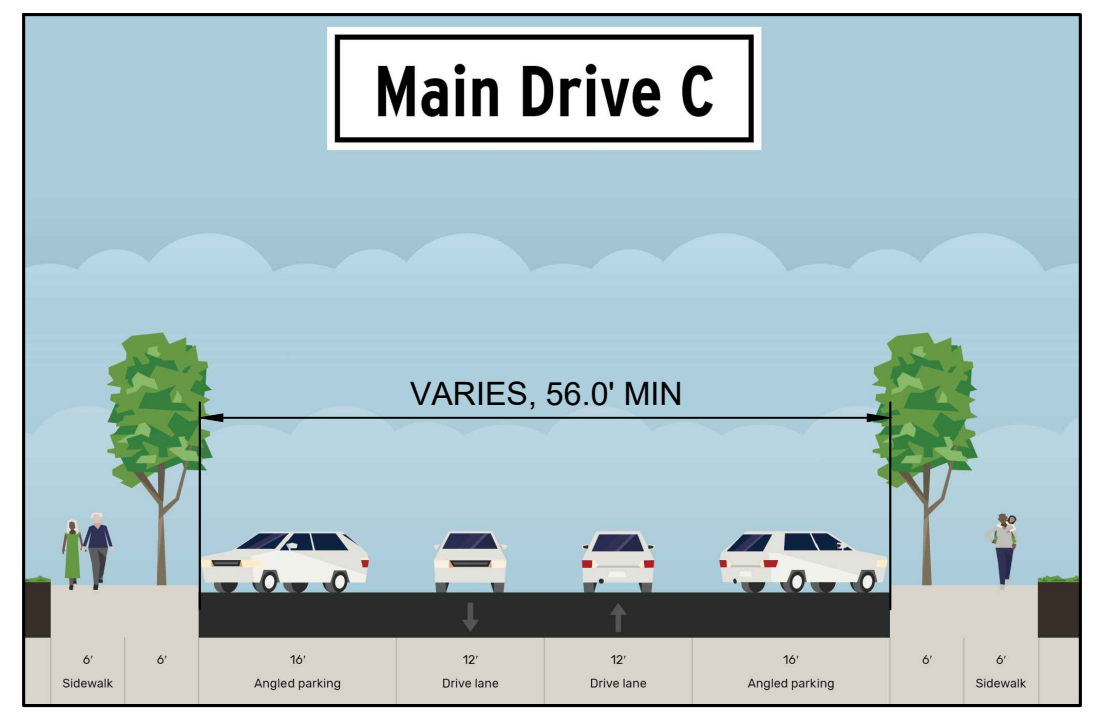 Main Drive C
VARIES, 56.0' MIN
6′ 6′ 16′ 12′ 12′ 16′ 6′ 6′
Sidewalk Angled parking Drive lane Drive lane Angled parking Sidewalk